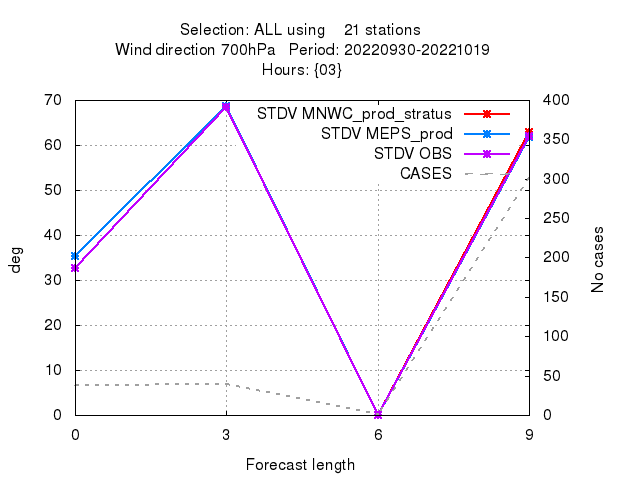 Selection: ALL using    21 stations
Wind direction 700hPa   Period: 20220930-20221019
Hours: {03}
STDV MNWC_prod_stratus
STDV MEPS_prod
STDV OBS
CASES
70
60
50
40
30
20
10
0
deg
400
350
300
250
200
150
100
50
0
No cases
0
3
6
9
Forecast length